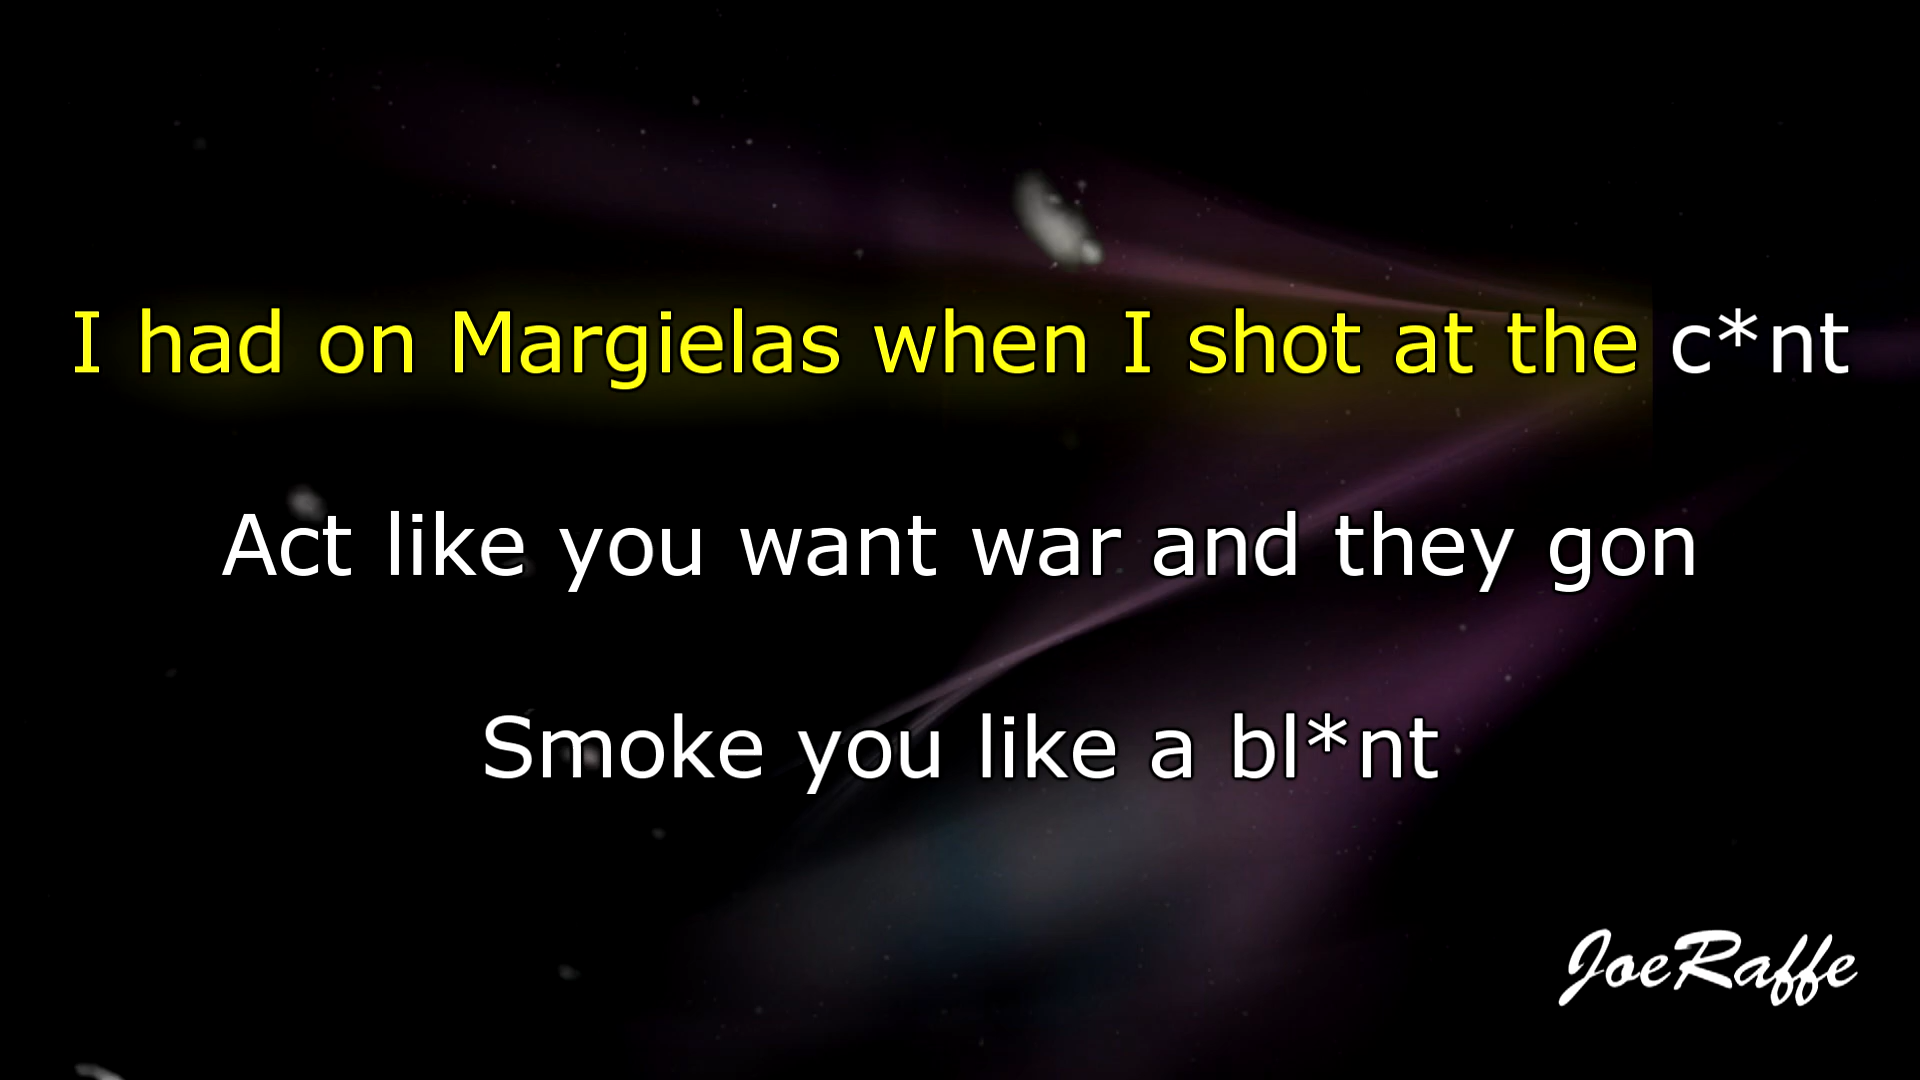 I had on Margielas when I shot at the c*nt
Act like you want war and they gon
Smoke you like a bl*nt
JoeRaffe